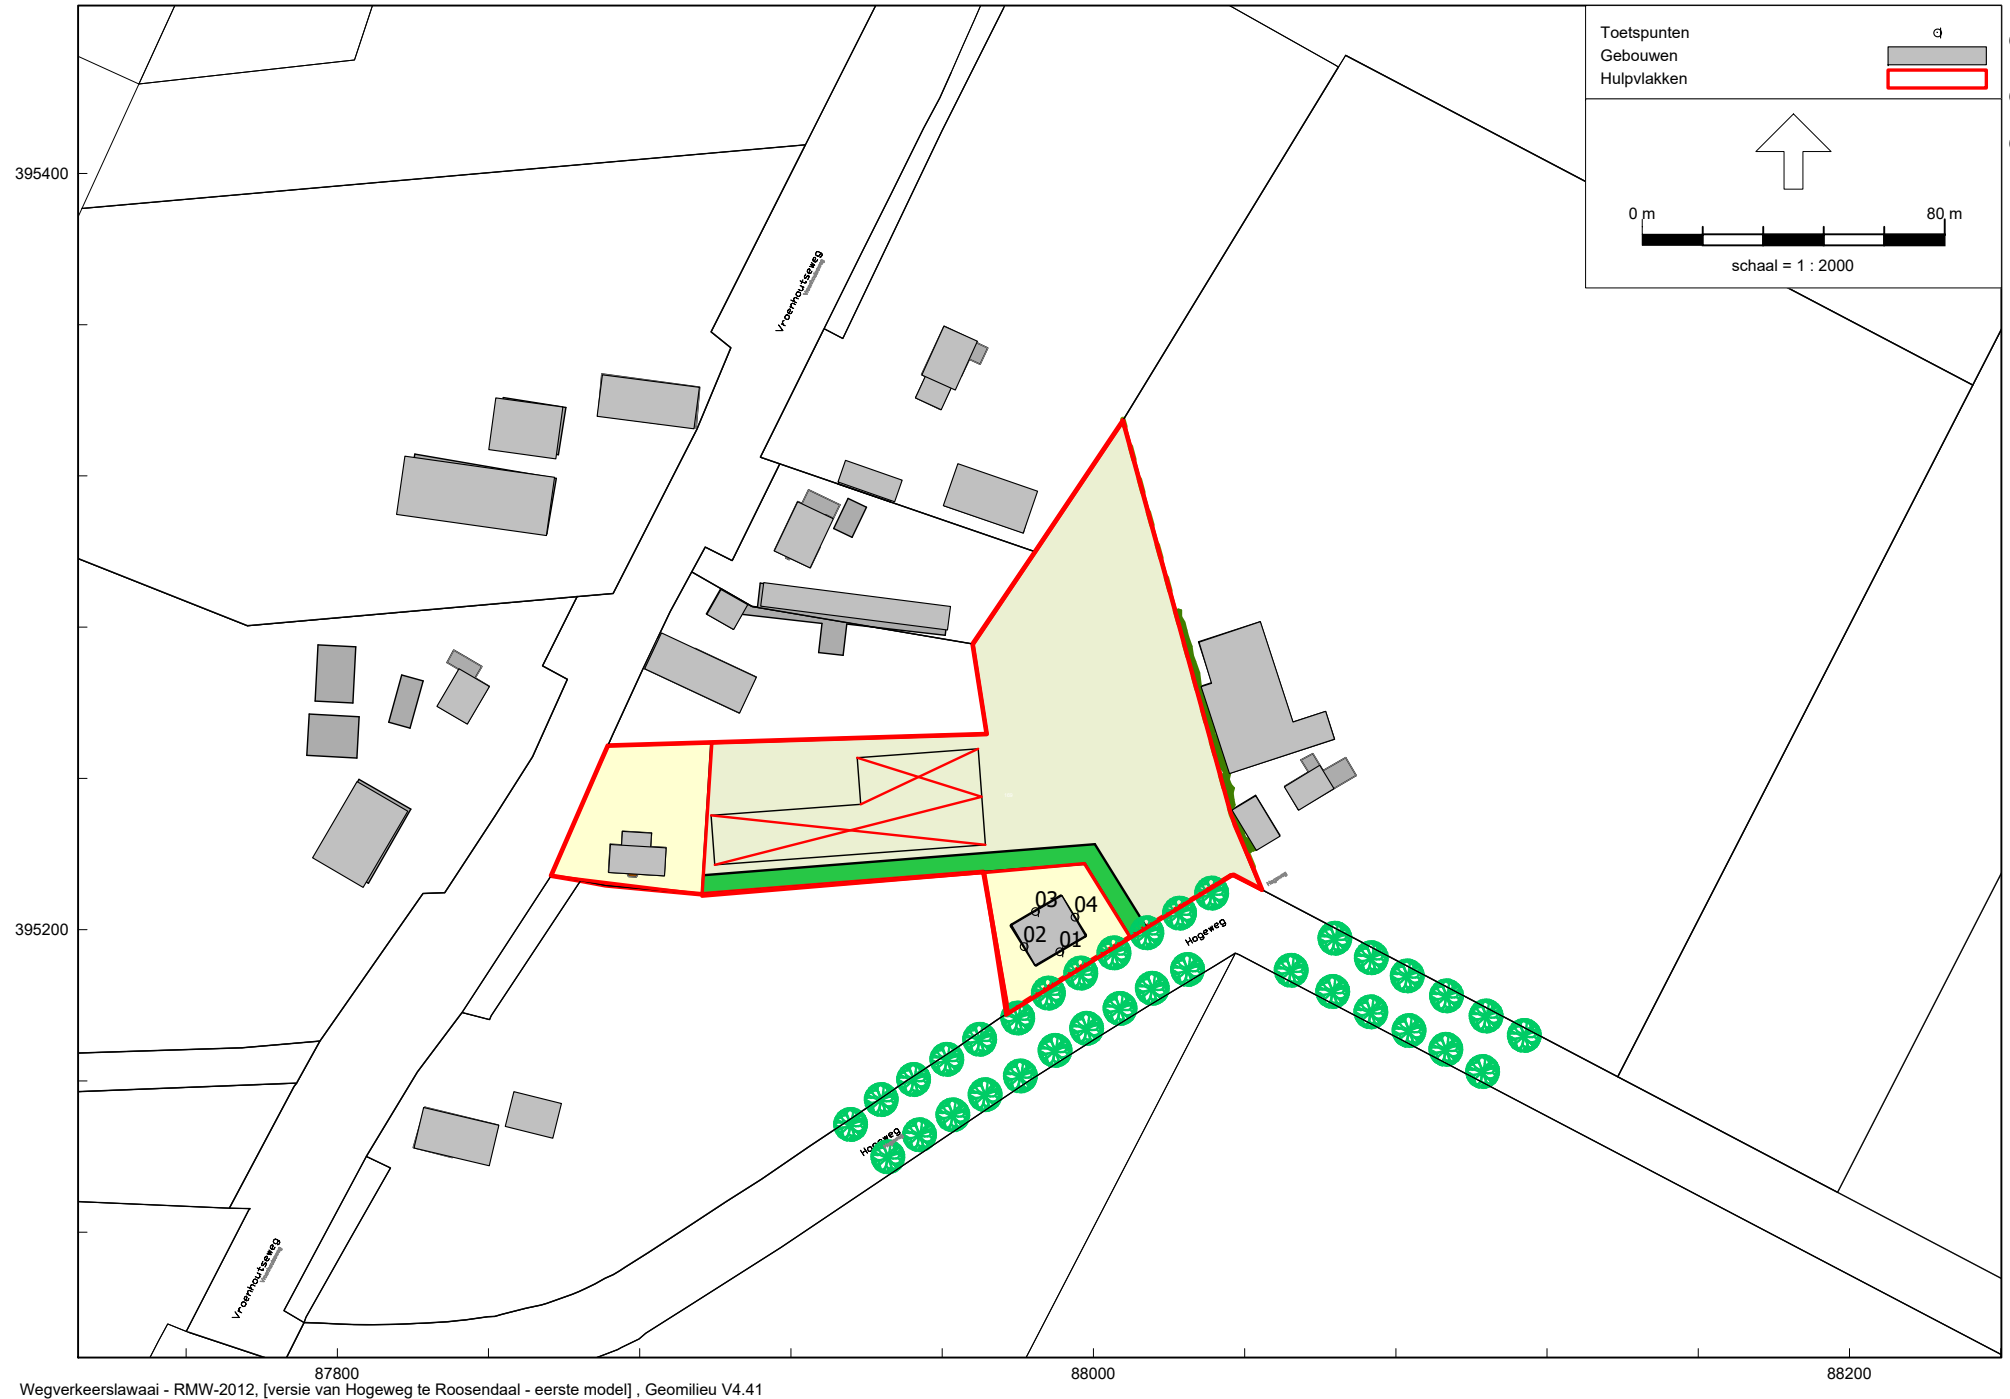 Toetspunten
Gebouwen
Hulpvlakken
0 m 80 m
schaal = 1 : 2000
395400
Vroenhoutseweg
03
04
02
01
395200
Hogeweg
Hogeweg
Vroenhoutseweg
87800 88000 88200
Wegverkeerslawaai - RMW-2012, [versie van Hogeweg te Roosendaal - eerste model] , Geomilieu V4.41